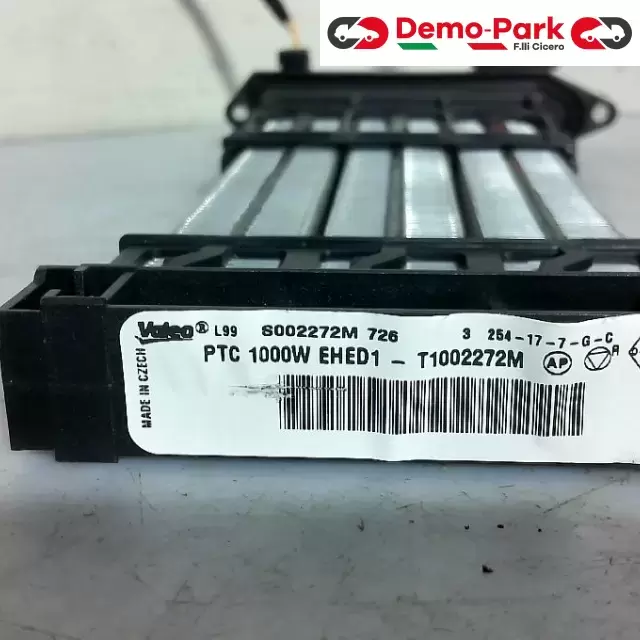 Demo-Park
F.lli Cicero
Valeo® L99 S002272M 726 3 254-17-7-G-C
PTC 1000W EHED1 - T1002272M AP A
MADE IN CZECH